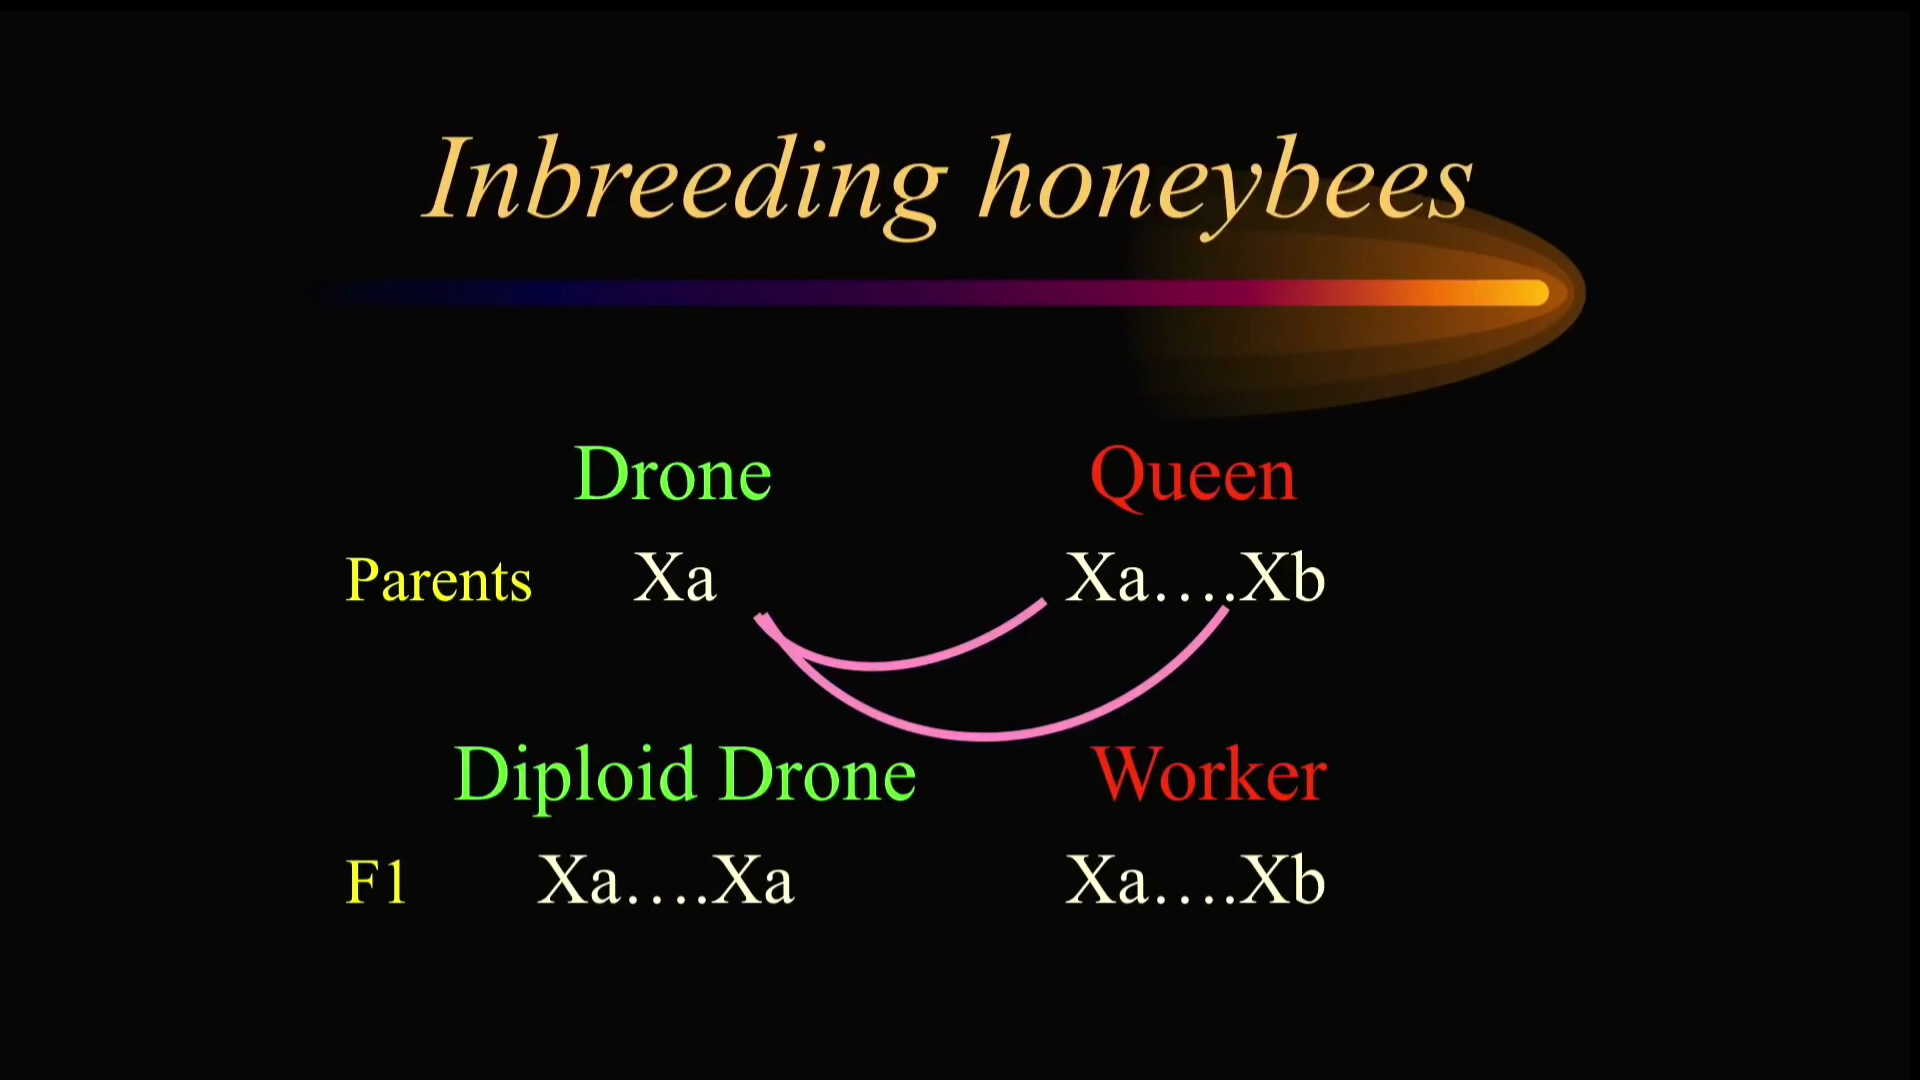 Inbreeding honeybees
Drone Queen
Parents Xa Xa….Xb
Diploid Drone Worker
F1 Xa….Xa Xa….Xb